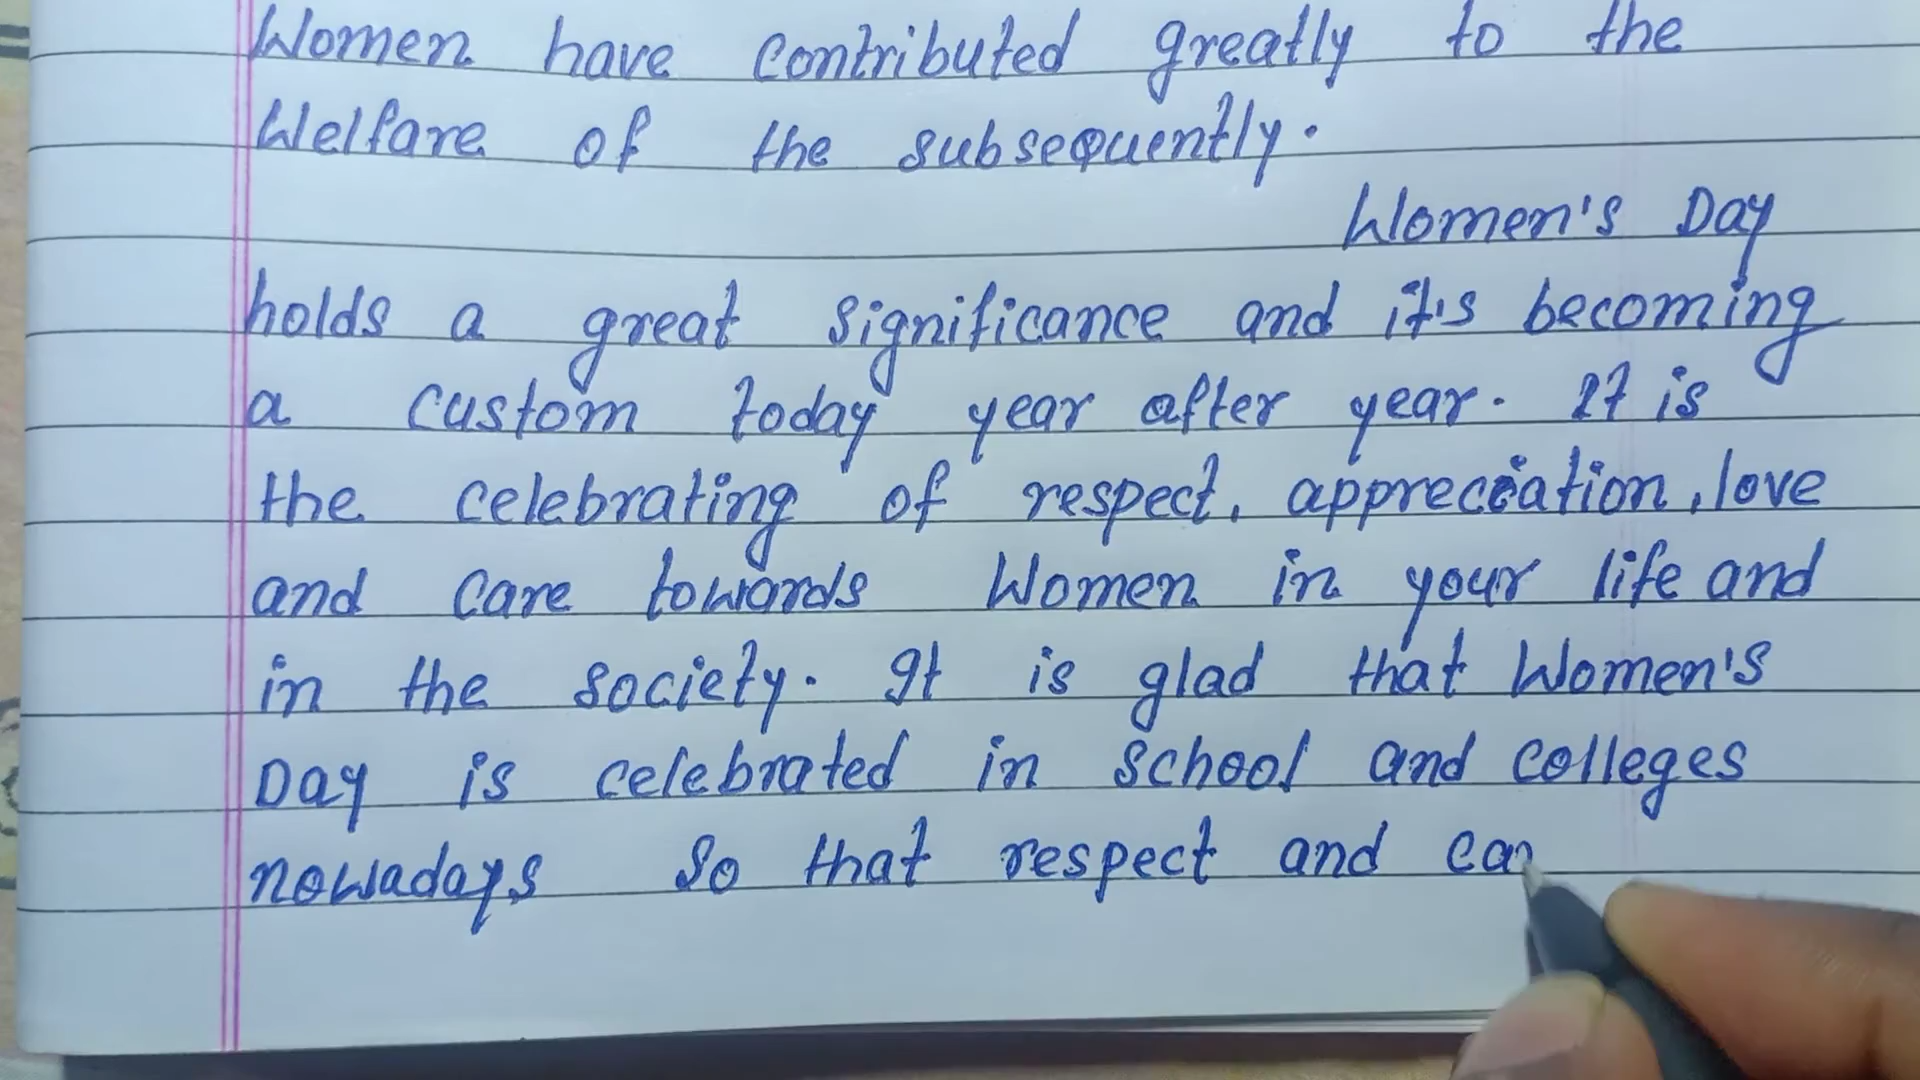 Women have contributed greatly to the
Welfare of the subsequently.
Women's Day
holds a great significance and it's becoming
a custom today year after year. It is
the celebrating of respect, appreciation, love
and care towards Women in your life and
in the society. It is glad that Women's
Day is celebrated in school and colleges
nowadays So that respect and ca